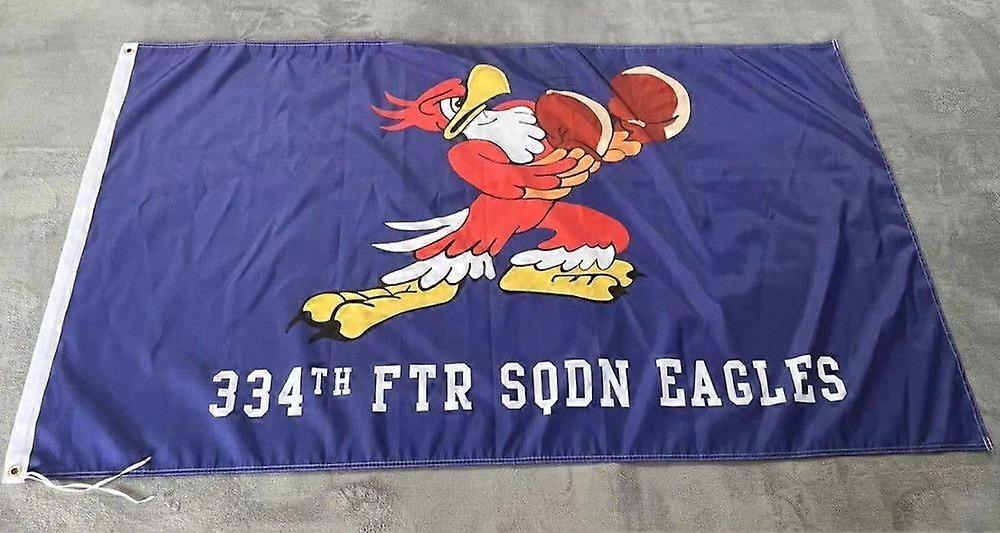 334TH FTR SQDN EAGLES